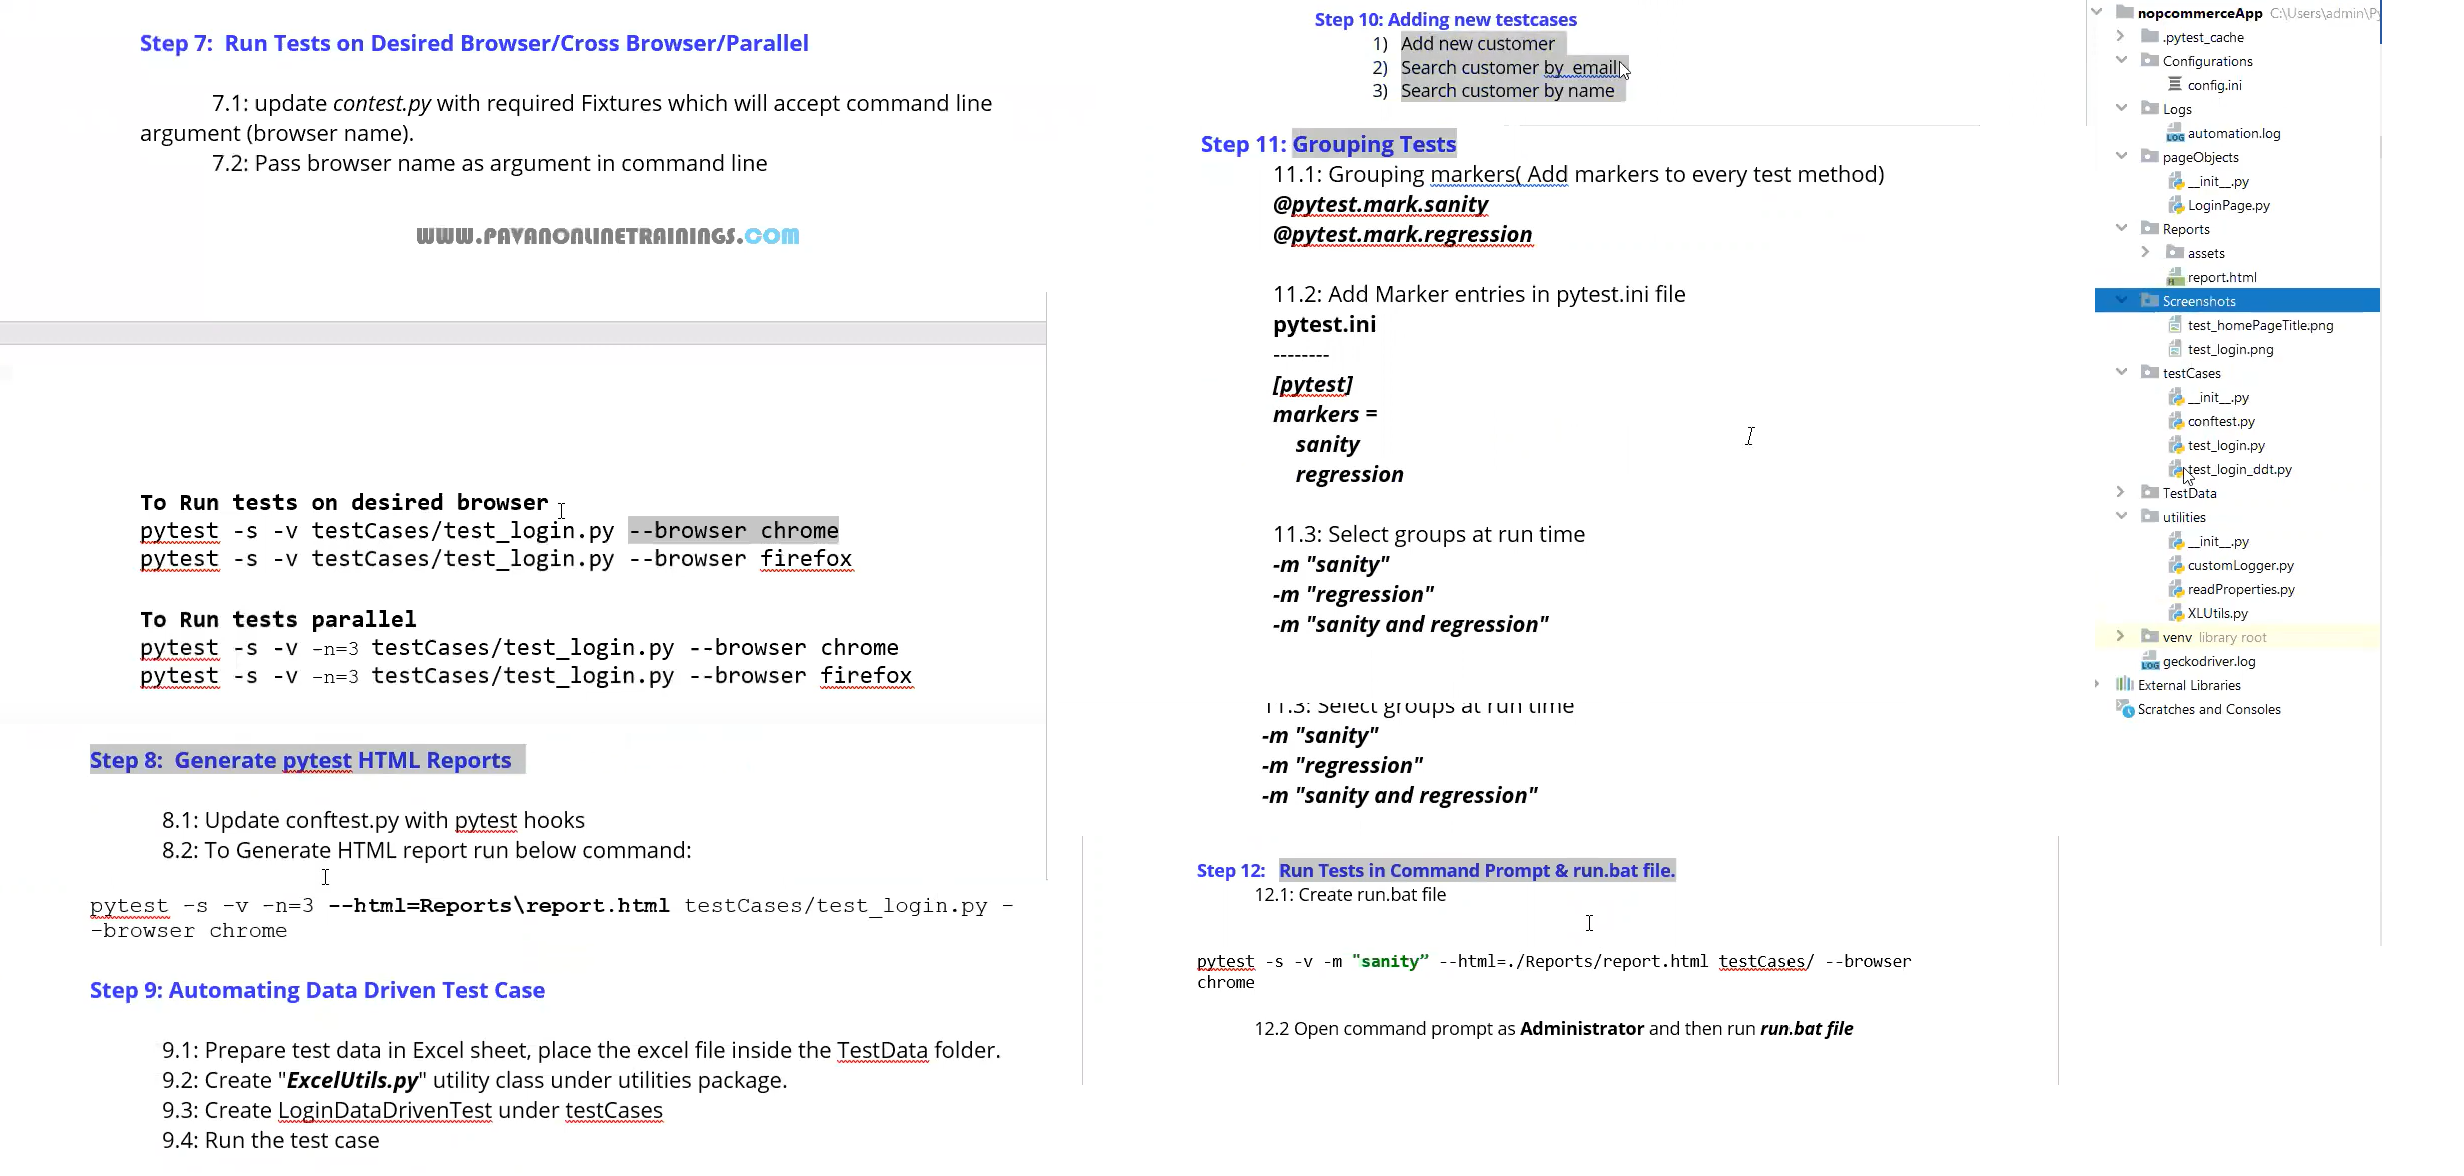 Step 7: Run Tests on Desired Browser/Cross Browser/Parallel
7.1: update contest.py with required Fixtures which will accept command line
argument (browser name).
7.2: Pass browser name as argument in command line
WWW.PAVANONLINETRAININGS.COM
To Run tests on desired browser
pytest -s -v testCases/test_login.py --browser chrome
pytest -s -v testCases/test_login.py --browser firefox
To Run tests parallel
pytest -s -v -n=3 testCases/test_login.py --browser chrome
pytest -s -v -n=3 testCases/test_login.py --browser firefox
Step 8: Generate pytest HTML Reports
8.1: Update conftest.py with pytest hooks
8.2: To Generate HTML report run below command:
pytest -s -v -n=3 --html=Reports\report.html testCases/test_login.py -
-browser chrome
Step 9: Automating Data Driven Test Case
9.1: Prepare test data in Excel sheet, place the excel file inside the TestData folder.
9.2: Create "ExcelUtils.py" utility class under utilities package.
9.3: Create LoginDataDrivenTest under testCases
9.4: Run the test case
Step 10: Adding new testcases
1) Add new customer
2) Search customer by email
3) Search customer by name
Step 11: Grouping Tests
11.1: Grouping markers( Add markers to every test method)
@pytest.mark.sanity
@pytest.mark.regression
11.2: Add Marker entries in pytest.ini file
pytest.ini
--------
[pytest]
markers =
sanity
regression
11.3: Select groups at run time
-m "sanity"
-m "regression"
-m "sanity and regression"
11.3: Select groups at run time
-m "sanity"
-m "regression"
-m "sanity and regression"
Step 12: Run Tests in Command Prompt & run.bat file.
12.1: Create run.bat file
pytest -s -v -m "sanity” --html=./Reports/report.html testCases/ --browser
chrome
12.2 Open command prompt as Administrator and then run run.bat file
nopcommerceApp C:\Users\admin\Py
.pytest_cache
Configurations
config.ini
Logs
automation.log
pageObjects
__init__.py
LoginPage.py
Reports
assets
report.html
Screenshots
test_homePageTitle.png
test_login.png
testCases
__init__.py
conftest.py
test_login.py
test_login_ddt.py
TestData
utilities
__init__.py
customLogger.py
readProperties.py
XLUtils.py
venv library root
geckodriver.log
External Libraries
Scratches and Consoles